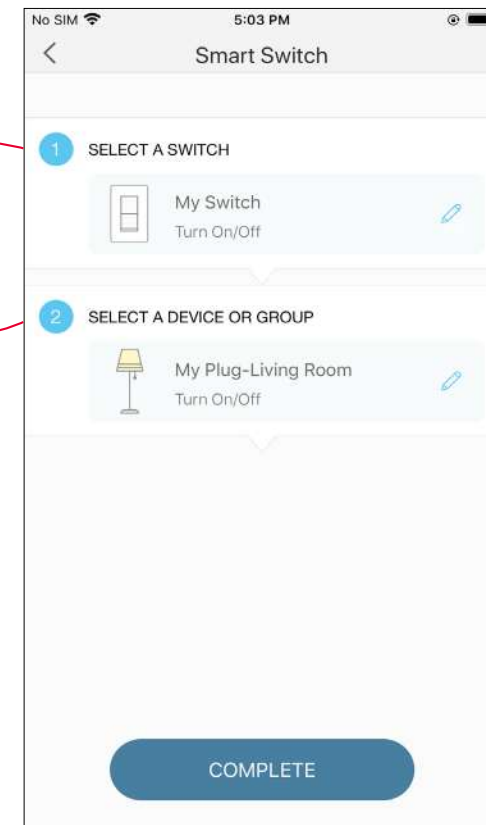 No SIM 5:03 PM
Smart Switch
1 SELECT A SWITCH
My Switch
Turn On/Off
2 SELECT A DEVICE OR GROUP
My Plug-Living Room
Turn On/Off
COMPLETE